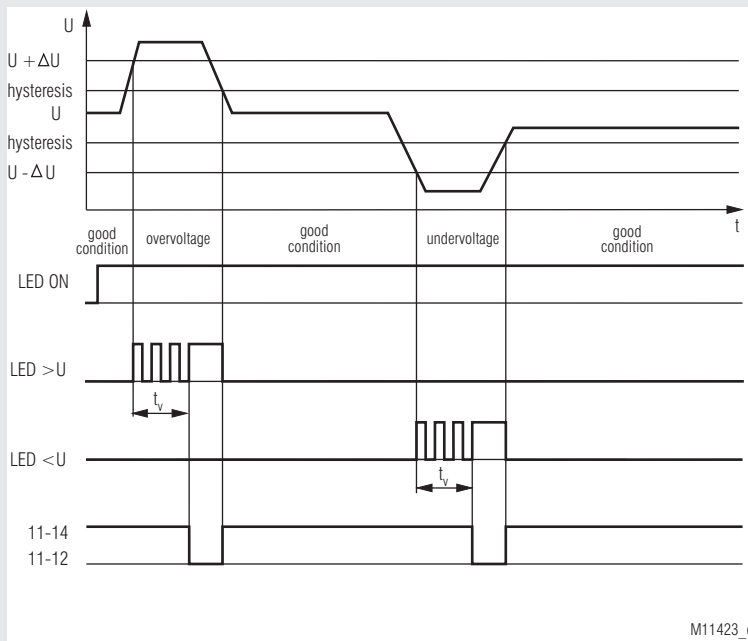 U
U + ΔU
hysteresis
U
hysteresis
U - Δ U
t
good condition
overvoltage
good condition
undervoltage
good condition
LED ON
LED >U
tv
LED <U
tv
11-14
11-12